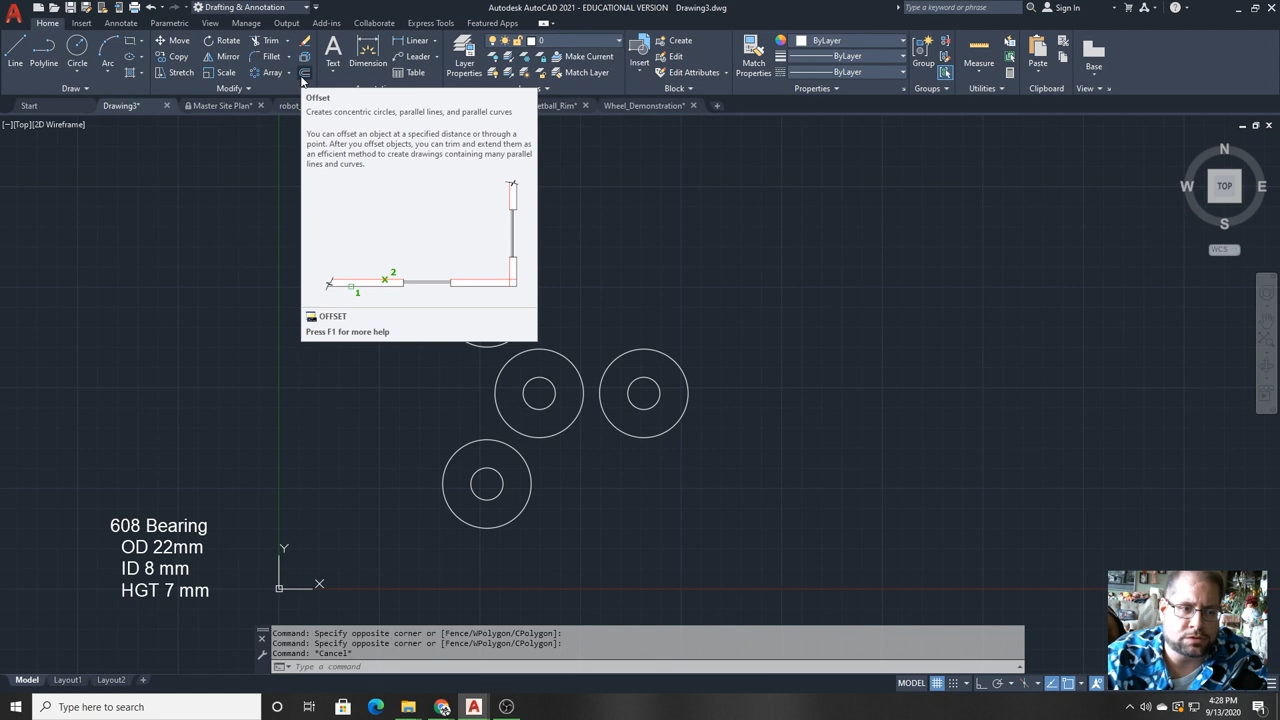 Drafting & Annotation
Autodesk AutoCAD 2021 - EDUCATIONAL VERSION Drawing3.dwg
Type a keyword or phrase
Sign In
Home
Insert
Annotate
View
Manage
Output
Add-ins
Collaborate
Express Tools
Featured Apps
Line
Polyline
Circle
Arc
Move
Rotate
Trim
Copy
Mirror
Fillet
Stretch
Scale
Array
Text
Dimension
Linear
Leader
Table
Layer
Properties
0
Make Current
Match Layer
Insert
Create
Edit
Edit Attributes
Match
Properties
ByLayer
ByLayer
ByLayer
Group
Measure
Base
Draw
Modify
Block
Properties
Groups
Utilities
Clipboard
View
Start
Drawing3*
Master Site Plan*
robot_
etball_Rim*
Wheel_Demonstration*
[−][Top][2D Wireframe]
Offset
Creates concentric circles, parallel lines, and parallel curves
You can offset an object at a specified distance or through a
point. After you offset objects, you can trim and extend them as
an efficient method to create drawings containing many parallel
lines and curves.
2
1
OFFSET
Press F1 for more help
N
W
TOP
E
S
WCS
608 Bearing
OD 22mm
ID 8 mm
HGT 7 mm
Y
X
Command: Specify opposite corner or [Fence/WPolygon/CPolygon]:
Command: Specify opposite corner or [Fence/WPolygon/CPolygon]:
Command: *Cancel*
Type a command
Model
Layout1
Layout2
MODEL
Type here to search
4:28 PM
9/13/2020